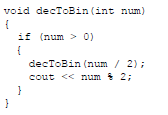 void decToBin(int num)
{
if (num > 0)
{
decToBin(num / 2);
cout << num % 2;
}
}